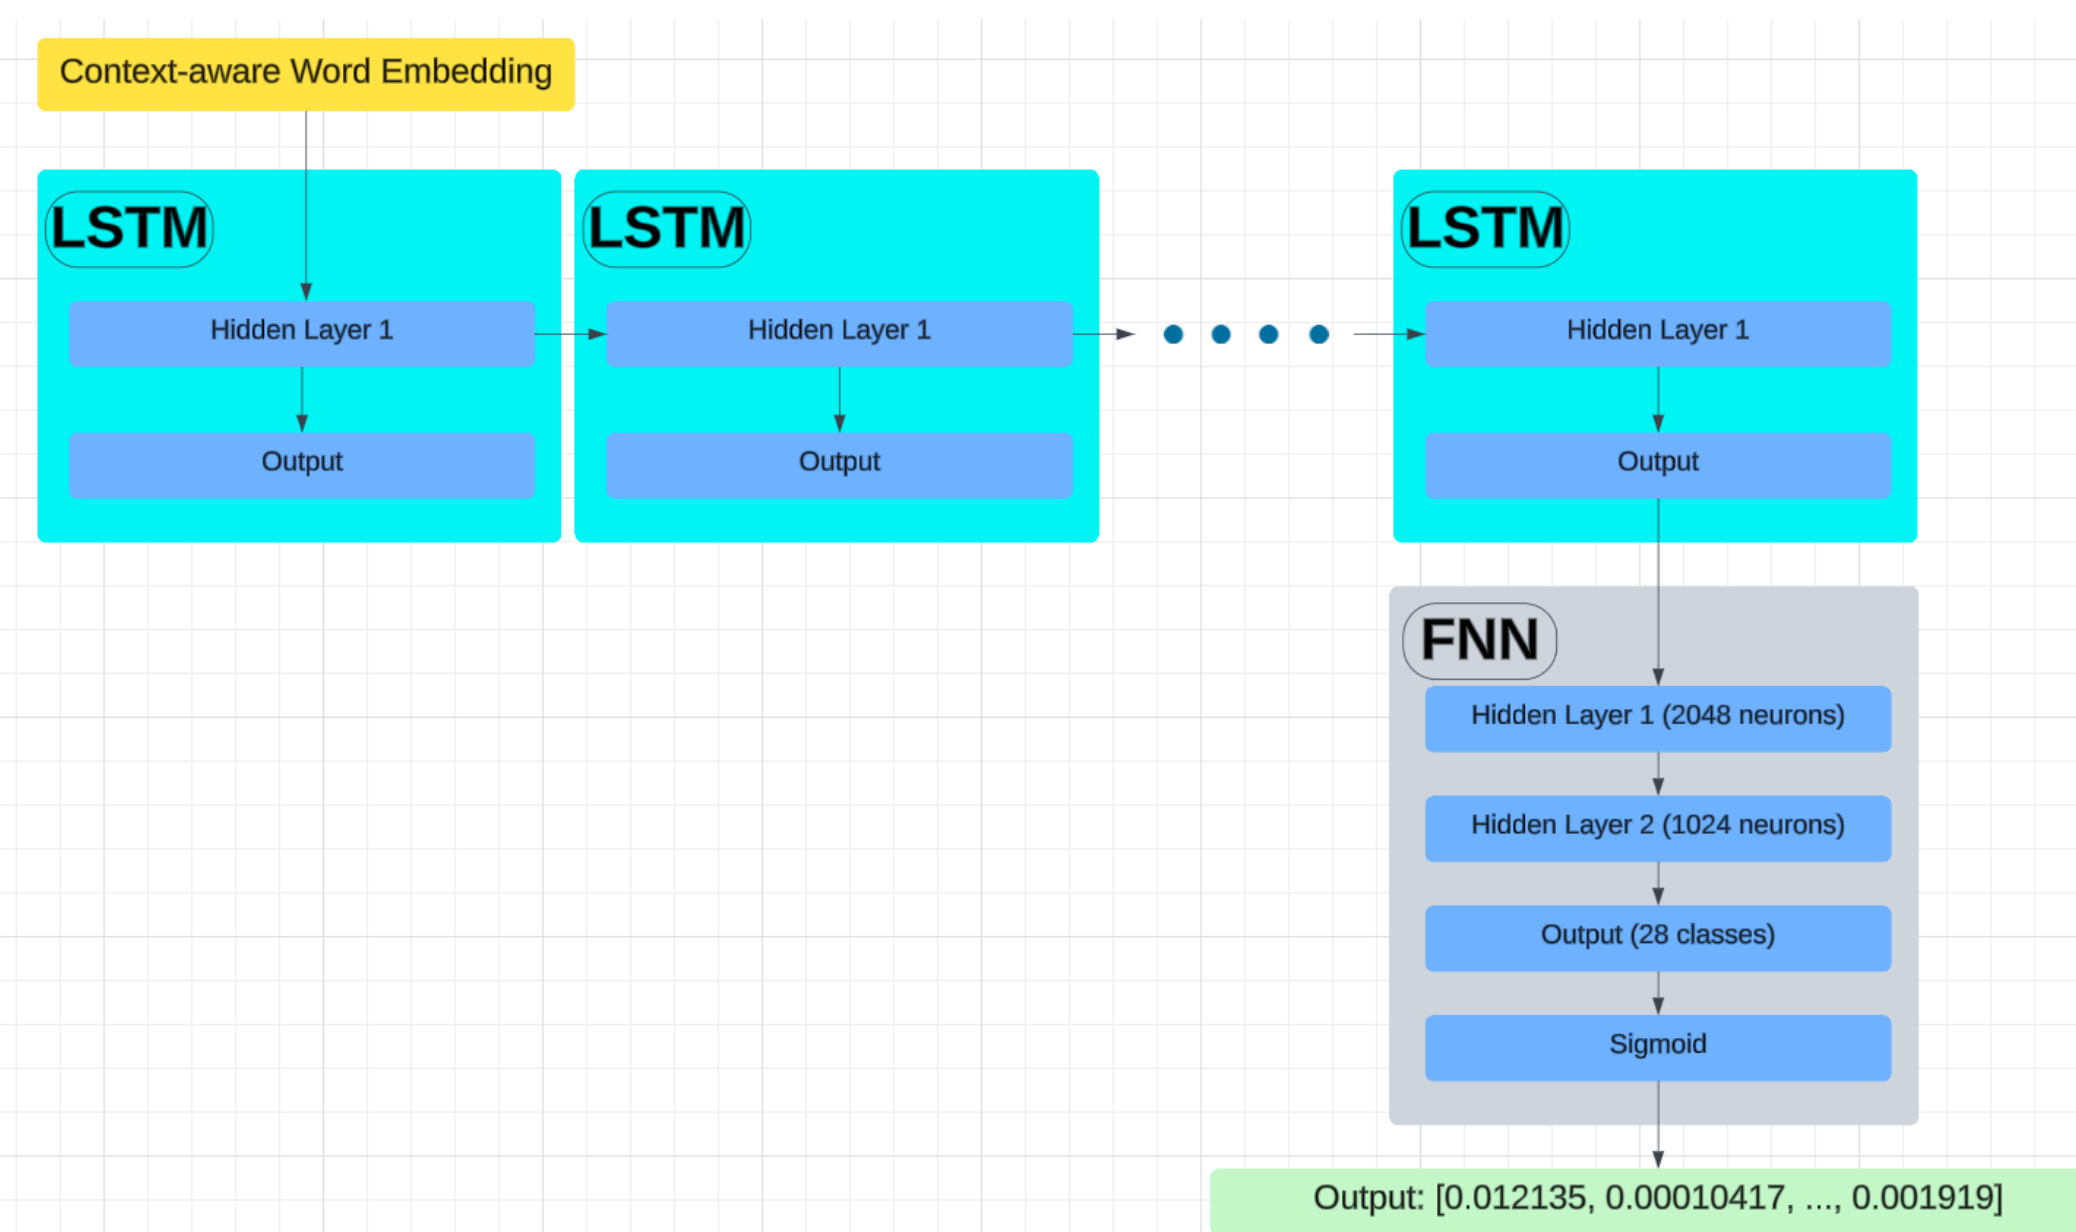 Context-aware Word Embedding
LSTM
Hidden Layer 1
Output
LSTM
Hidden Layer 1
Output
LSTM
Hidden Layer 1
Output
FNN
Hidden Layer 1 (2048 neurons)
Hidden Layer 2 (1024 neurons)
Output (28 classes)
Sigmoid
Output: [0.012135, 0.00010417, ..., 0.001919]